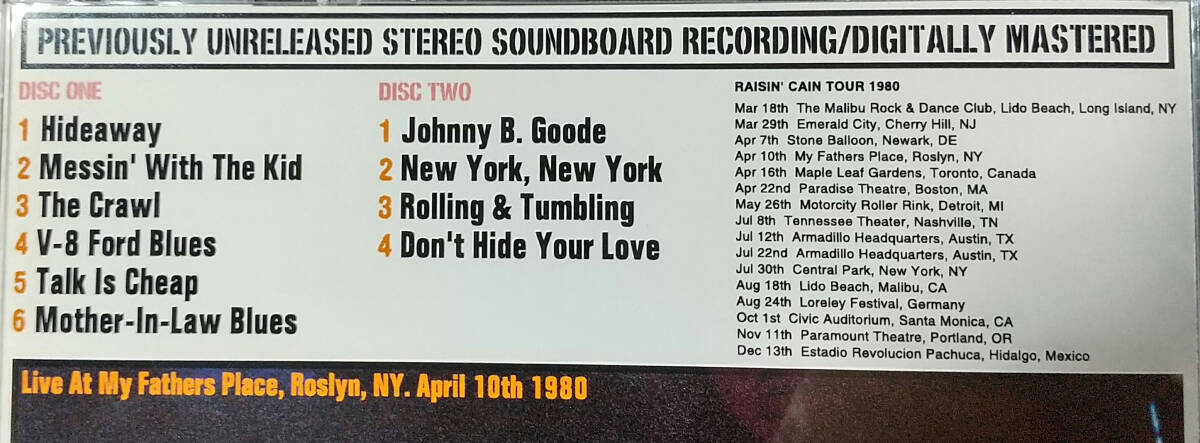 PREVIOUSLY UNRELEASED STEREO SOUNDBOARD RECORDING/DIGITALLY MASTERED
DISC ONE
1 Hideaway
2 Messin' With The Kid
3 The Crawl
4 V-8 Ford Blues
5 Talk Is Cheap
6 Mother-In-Law Blues
DISC TWO
1 Johnny B. Goode
2 New York, New York
3 Rolling & Tumbling
4 Don't Hide Your Love
RAISIN' CAIN TOUR 1980
Mar 18th The Malibu Rock & Dance Club, Lido Beach, Long Island, NY
Mar 29th Emerald City, Cherry Hill, NJ
Apr 7th Stone Balloon, Newark, DE
Apr 10th My Fathers Place, Roslyn, NY
Apr 16th Maple Leaf Gardens, Toronto, Canada
Apr 22nd Paradise Theatre, Boston, MA
May 26th Motorcity Roller Rink, Detroit, MI
Jul 8th Tennessee Theater, Nashville, TN
Jul 12th Armadillo Headquarters, Austin, TX
Jul 22nd Armadillo Headquarters, Austin, TX
Jul 30th Central Park, New York, NY
Aug 18th Lido Beach, Malibu, CA
Aug 24th Loreley Festival, Germany
Oct 1st Civic Auditorium, Santa Monica, CA
Nov 11th Paramount Theatre, Portland, OR
Dec 13th Estadio Revolucion Pachuca, Hidalgo, Mexico
Live At My Fathers Place, Roslyn, NY. April 10th 1980